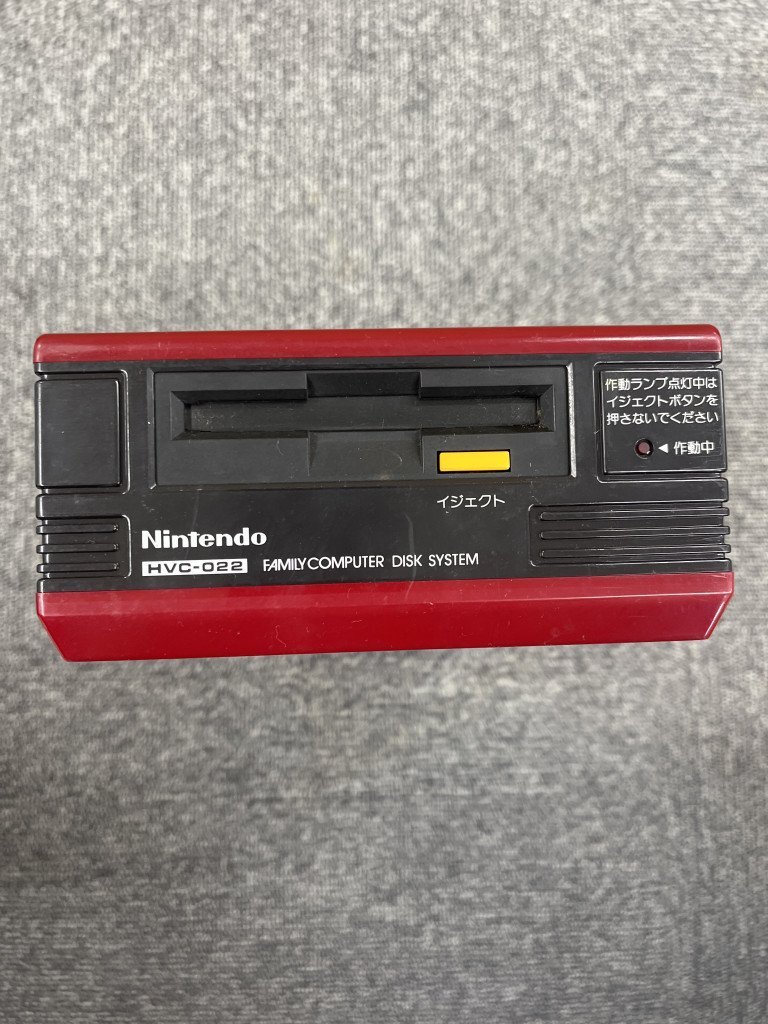 作動ランプ点灯中は
イジェクトボタンを
押さないでください
◀ 作動中
イジェクト
Nintendo
HVC-022 FAMILY COMPUTER DISK SYSTEM